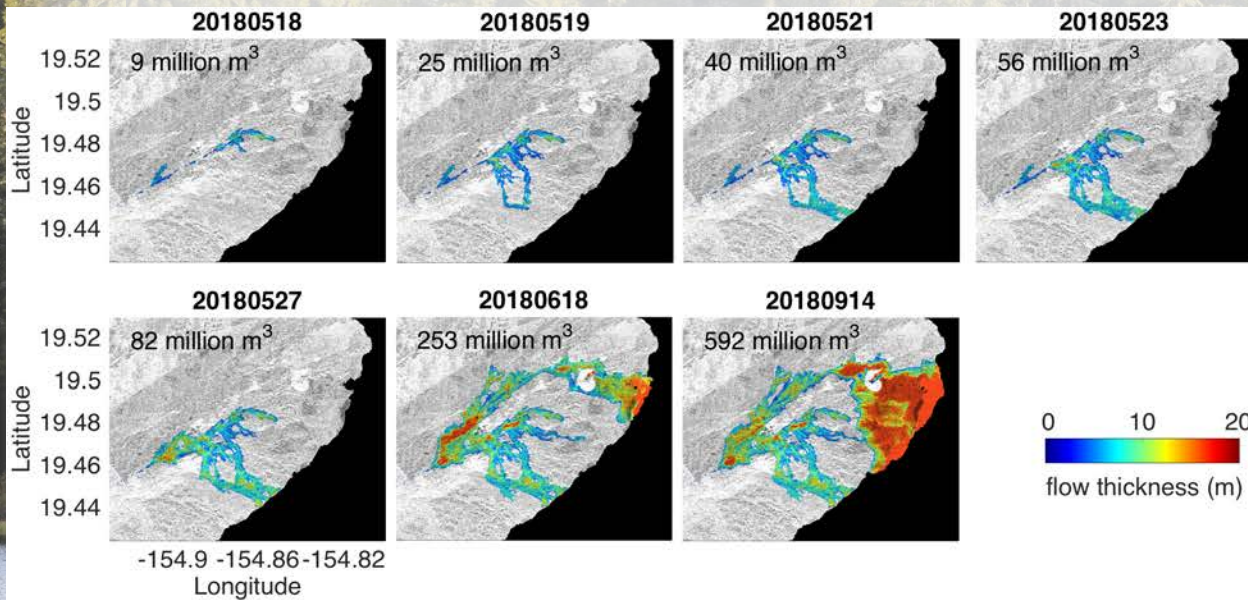 20180518 20180519 20180521 20180523
9 million m³ 25 million m³ 40 million m³ 56 million m³
19.52
19.5
19.48
19.46
19.44
Latitude
20180527 20180618 20180914
82 million m³ 253 million m³ 592 million m³
19.52
19.5
19.48
19.46
19.44
Latitude
0 10 20
flow thickness (m)
-154.9 -154.86 -154.82
Longitude